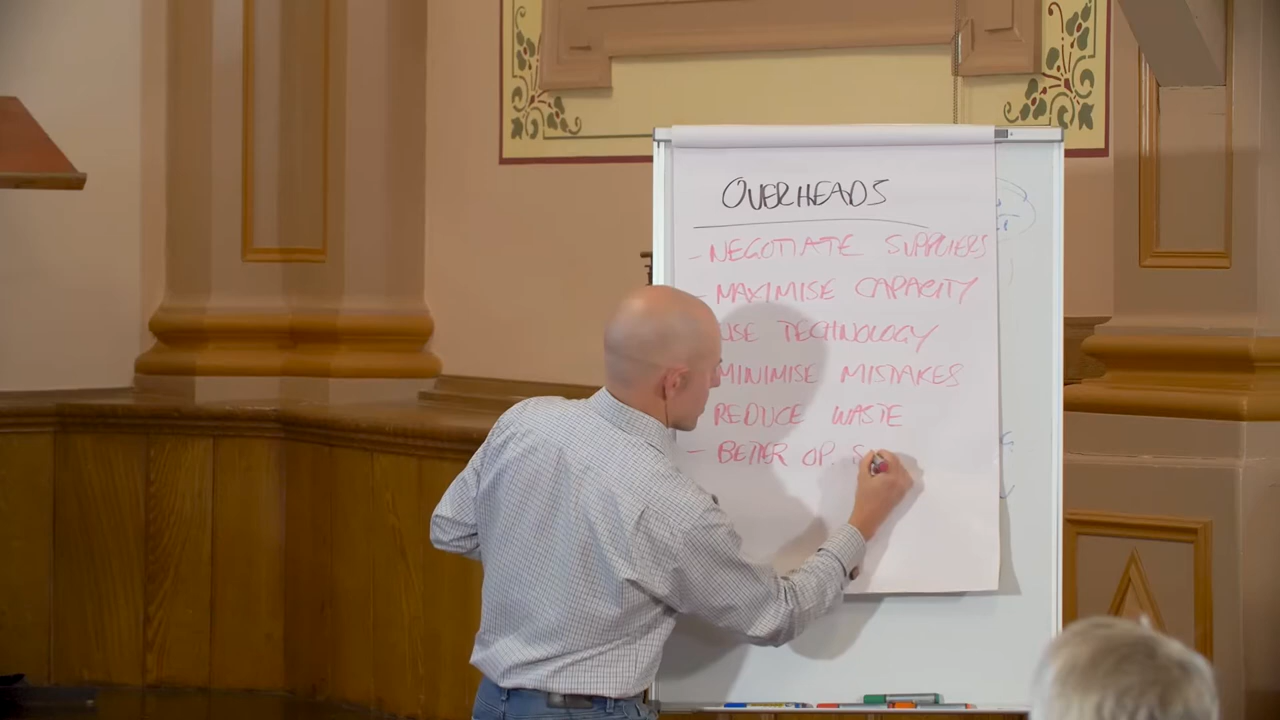 OVERHEADS
- NEGOTIATE SUPPLIERS
- MAXIMISE CAPACITY
USE TECHNOLOGY
MINIMISE MISTAKES
REDUCE WASTE
- BETTER OP. S